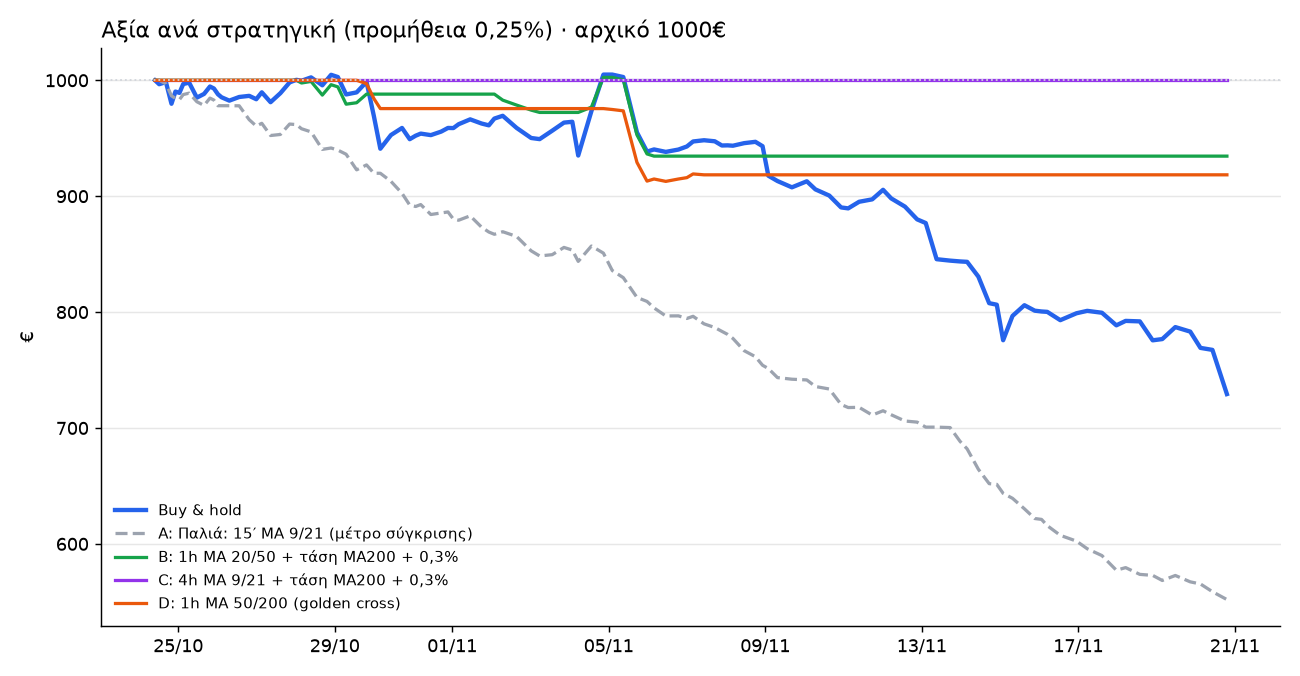 Αξία ανά στρατηγική (προμήθεια 0,25%) · αρχικό 1000€
1000
900
800
700
600
€
Buy & hold
A: Παλιά: 15΄ MA 9/21 (μέτρο σύγκρισης)
B: 1h MA 20/50 + τάση MA200 + 0,3%
C: 4h MA 9/21 + τάση MA200 + 0,3%
D: 1h MA 50/200 (golden cross)
25/10 29/10 01/11 05/11 09/11 13/11 17/11 21/11